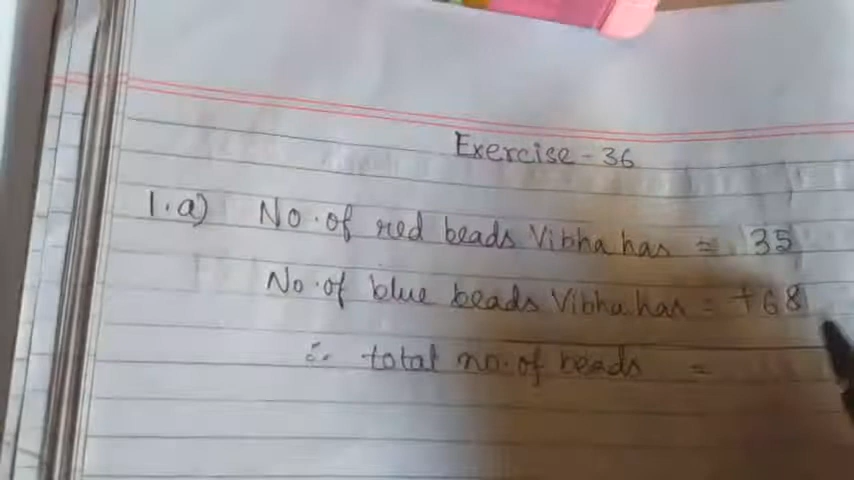 Exercise - 36
1.a) No. of red beads Vibha has = 35
No. of blue beads Vibha has = +68
∴ total no. of beads =